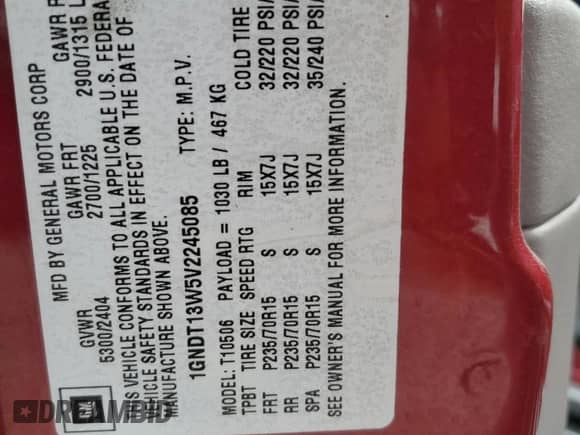 MFD BY GENERAL MOTORS CORP
GVWR GAWR FRT GAWR
5300/2404 2700/1225 2900/1315
THIS VEHICLE CONFORMS TO ALL APPLICABLE U.S. FEDERA
VEHICLE SAFETY STANDARDS IN EFFECT ON THE DATE OF
MANUFACTURE SHOWN ABOVE.
1GNDT13W5V2245085 TYPE: M.P.V.
MODEL: T10506 PAYLOAD = 1030 LB / 467 KG
TPBT TIRE SIZE SPEED RTG RIM COLD TIRE
FRT P235/70R15 S 15X7J 32/220 PSI/
RR P235/70R15 S 15X7J 32/220 PSI/
SPA P235/70R15 S 15X7J 35/240 PSI/
SEE OWNER'S MANUAL FOR MORE INFORMATION.
GM
DREAMBID